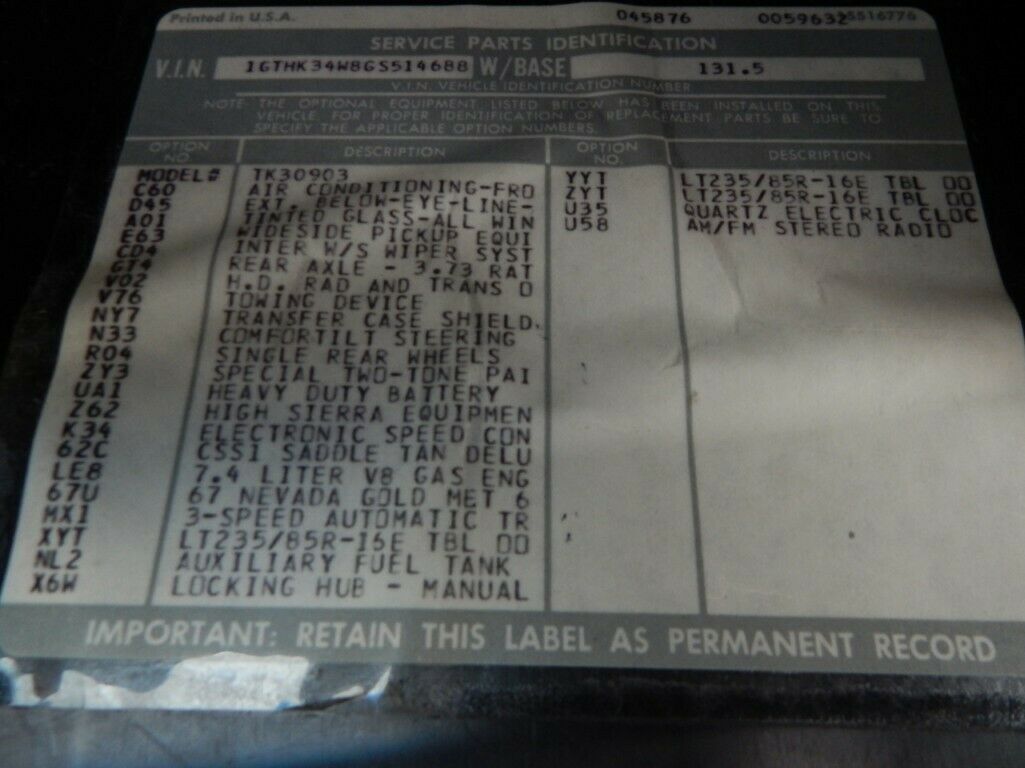 Printed in U.S.A. 045876 0059632 5516776
SERVICE PARTS IDENTIFICATION
V.I.N. 1GTHK34W8GS514688 W/BASE 131.5
V.I.N. VEHICLE IDENTIFICATION NUMBER
NOTE: THE OPTIONAL EQUIPMENT LISTED BELOW HAS BEEN INSTALLED ON THIS
VEHICLE. FOR PROPER IDENTIFICATION OF REPLACEMENT PARTS BE SURE TO
SPECIFY THE APPLICABLE OPTION NUMBERS.
OPTION NO. DESCRIPTION OPTION NO. DESCRIPTION
MODEL# TK30903
C60 AIR CONDITIONING-FRO
D45 EXT. BELOW-EYE-LINE-
A01 TINTED GLASS-ALL WIN
E63 WIDESIDE PICKUP EQUI
CD4 INTER W/S WIPER SYST
GT4 REAR AXLE - 3.73 RAT
V02 H.D. RAD AND TRANS O
V76 TOWING DEVICE
NY7 TRANSFER CASE SHIELD
N33 COMFORTILT STEERING
R04 SINGLE REAR WHEELS
ZY3 SPECIAL TWO-TONE PAI
UA1 HEAVY DUTY BATTERY
Z62 HIGH SIERRA EQUIPMEN
K34 ELECTRONIC SPEED CON
62C CSS1 SADDLE TAN DELU
LE8 7.4 LITER V8 GAS ENG
67U 67 NEVADA GOLD MET 6
MX1 3-SPEED AUTOMATIC TR
XYT LT235/85R-16E TBL OO
NL2 AUXILIARY FUEL TANK
X6W LOCKING HUB - MANUAL
YYT LT235/85R-16E TBL OO
ZYT LT235/85R-16E TBL OO
U35 QUARTZ ELECTRIC CLOC
U58 AM/FM STEREO RADIO
IMPORTANT: RETAIN THIS LABEL AS PERMANENT RECORD